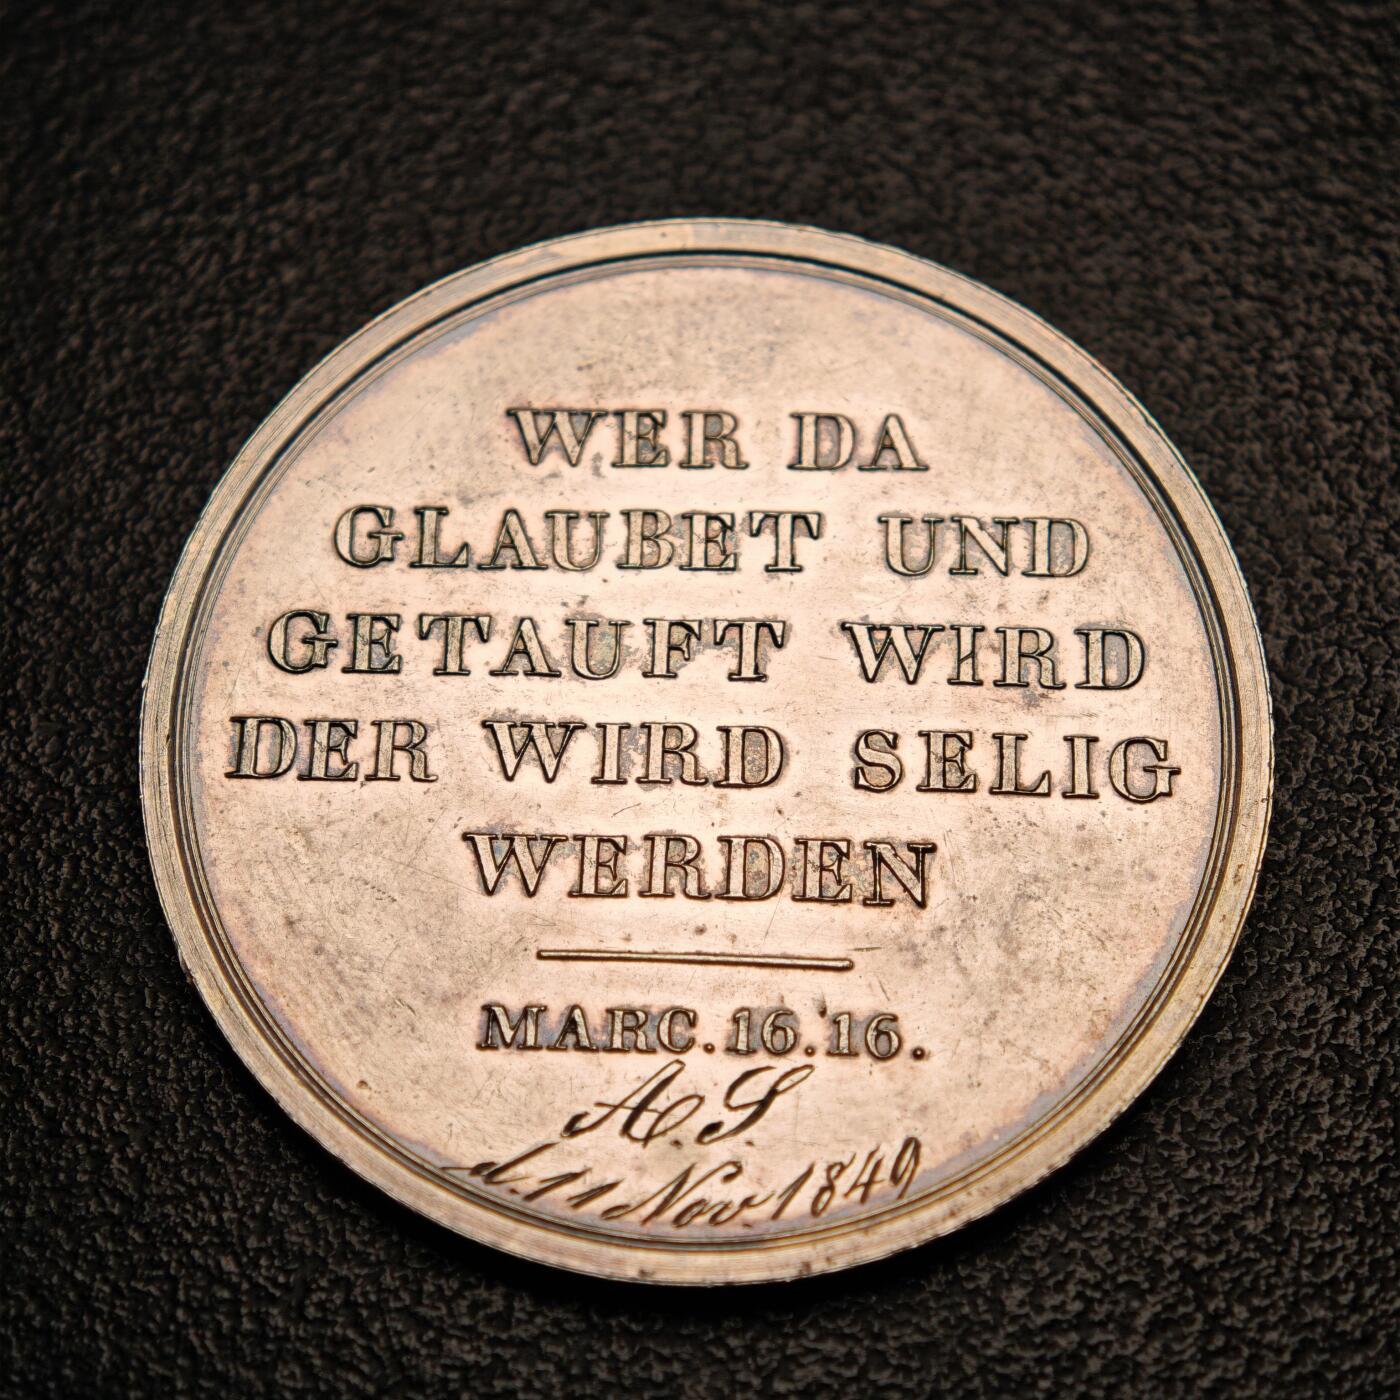 WER DA
GLAUBET UND
GETAUFT WIRD
DER WIRD SELIG
WERDEN
MARC. 16. 16.
A. S.
d. 11 Nov. 1849